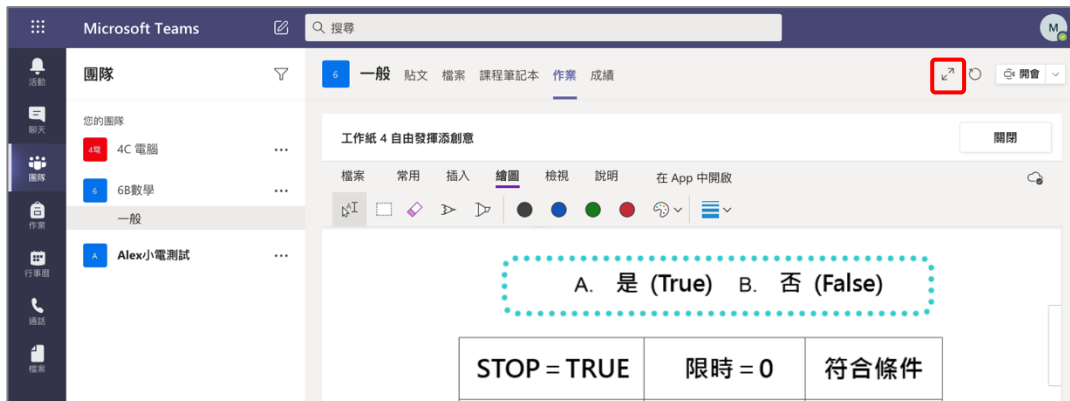 Microsoft Teams
搜尋
M
活動
聊天
團隊
作業
行事曆
通話
檔案
團隊
您的團隊
4電 4C 電腦
6 6B數學
一般
A Alex小電測試
6 一般 貼文 檔案 課程筆記本 作業 成績
開會
工作紙 4 自由發揮添創意
關閉
檔案 常用 插入 繪圖 檢視 說明 在 App 中開啟
A. 是 (True) B. 否 (False)
STOP = TRUE 限時 = 0 符合條件